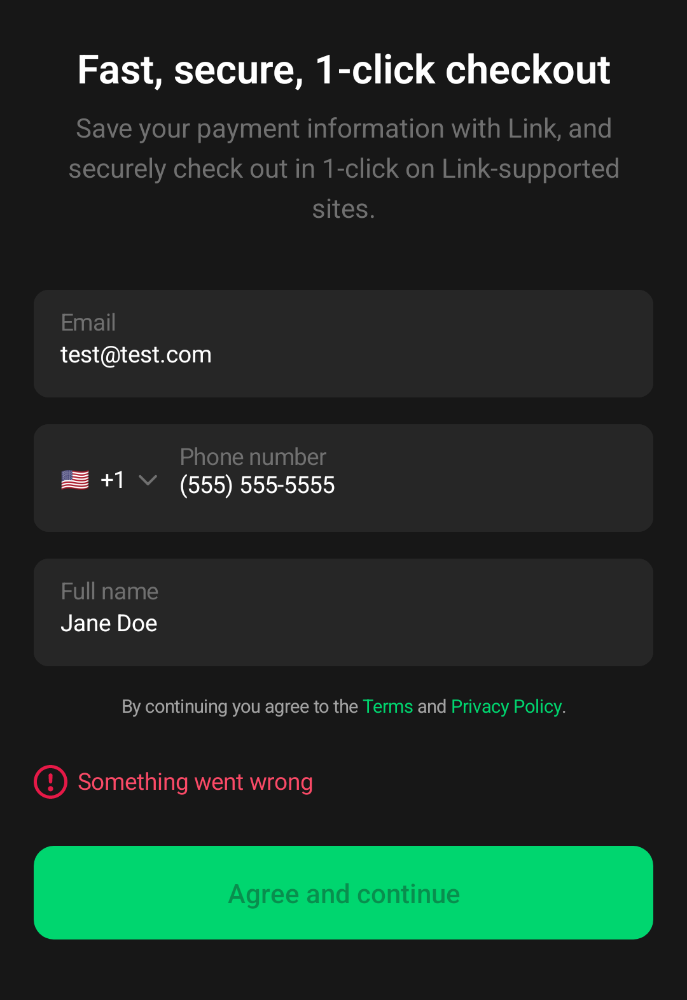 Fast, secure, 1-click checkout
Save your payment information with Link, and
securely check out in 1-click on Link-supported
sites.
Email
test@test.com
Phone number
+1 (555) 555-5555
Full name
Jane Doe
By continuing you agree to the Terms and Privacy Policy.
Something went wrong
Agree and continue